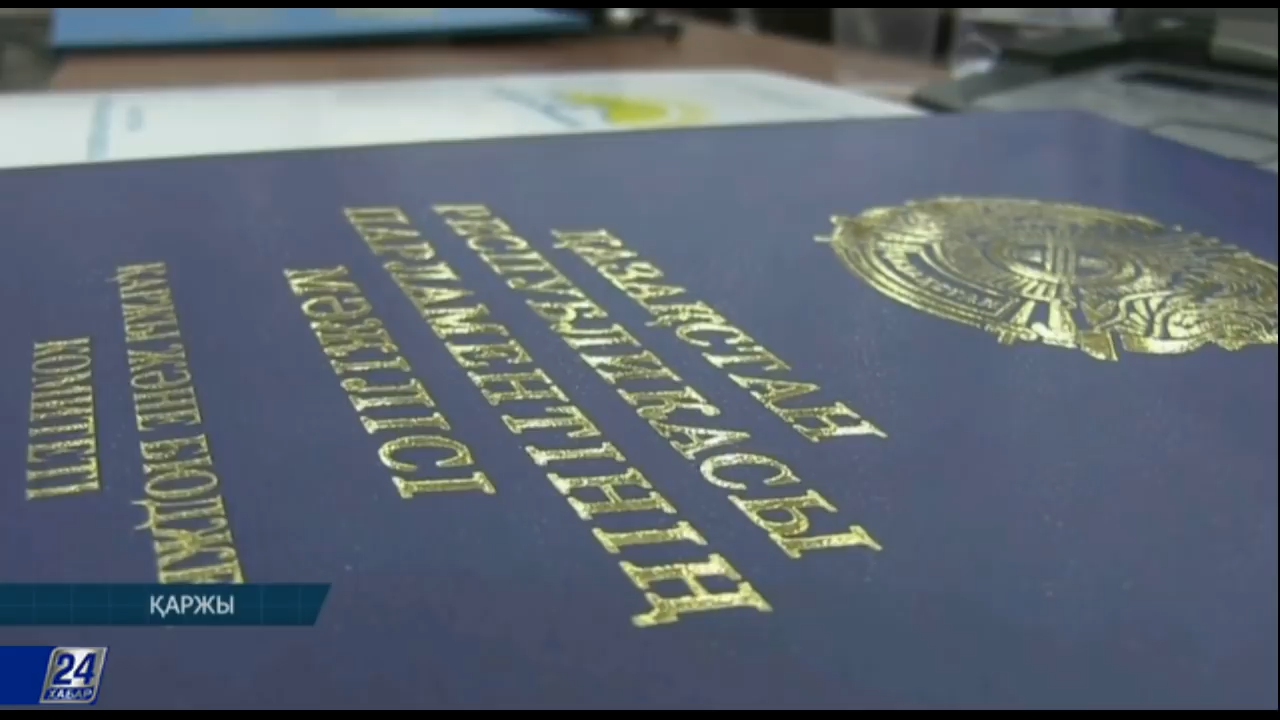 ҚАЗАҚСТАН
РЕСПУБЛИКАСЫ
ПАРЛАМЕНТІНІҢ
МӘЖІЛІСІ
ҚАРЖЫ ЖӘНЕ БЮДЖЕТ
КОМИТЕТІ
ҚАРЖЫ
24
ХАБАР